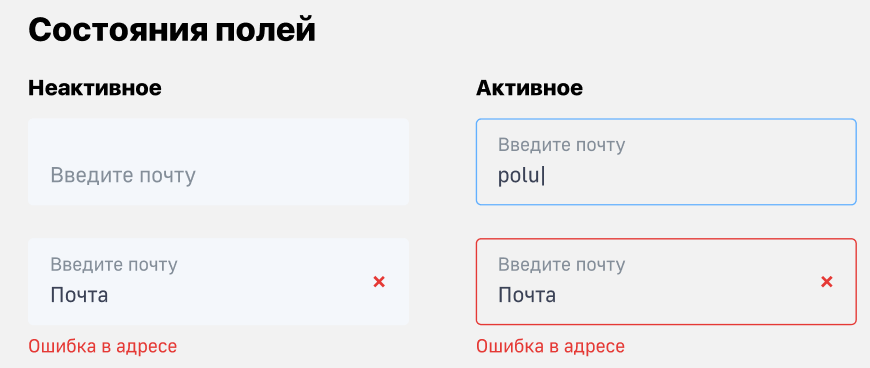 Состояния полей
Неактивное
Активное
Введите почту
Введите почту
polu
Введите почту
Почта
Ошибка в адресе
Введите почту
Почта
Ошибка в адресе